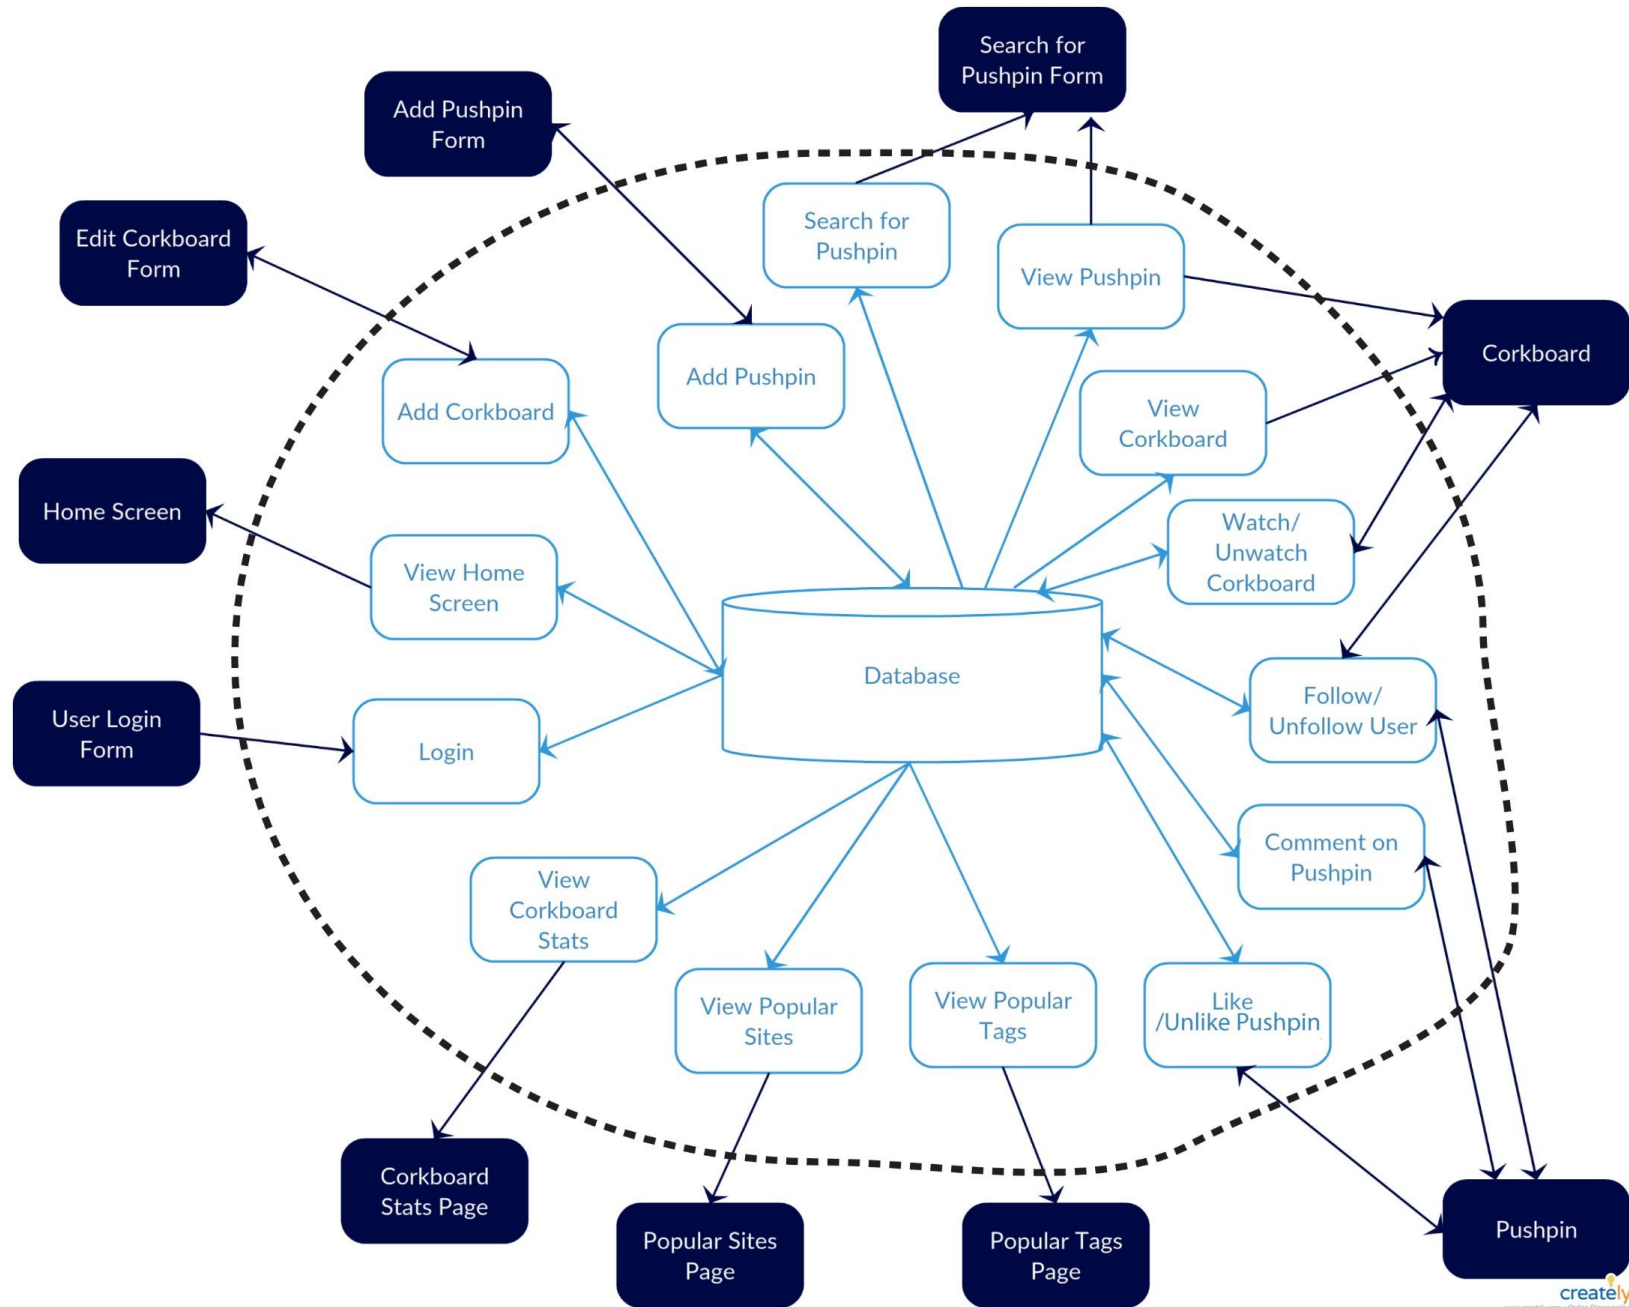 Search for
Pushpin Form
Add Pushpin
Form
Edit Corkboard
Form
Search for
Pushpin
View Pushpin
Corkboard
Add Pushpin
Add Corkboard
View
Corkboard
Home Screen
View Home
Screen
Watch/
Unwatch
Corkboard
Database
User Login
Form
Login
Follow/
Unfollow User
Comment on
Pushpin
View
Corkboard
Stats
View Popular
Sites
View Popular
Tags
Like
/Unlike Pushpin
Corkboard
Stats Page
Popular Sites
Page
Popular Tags
Page
Pushpin
creately